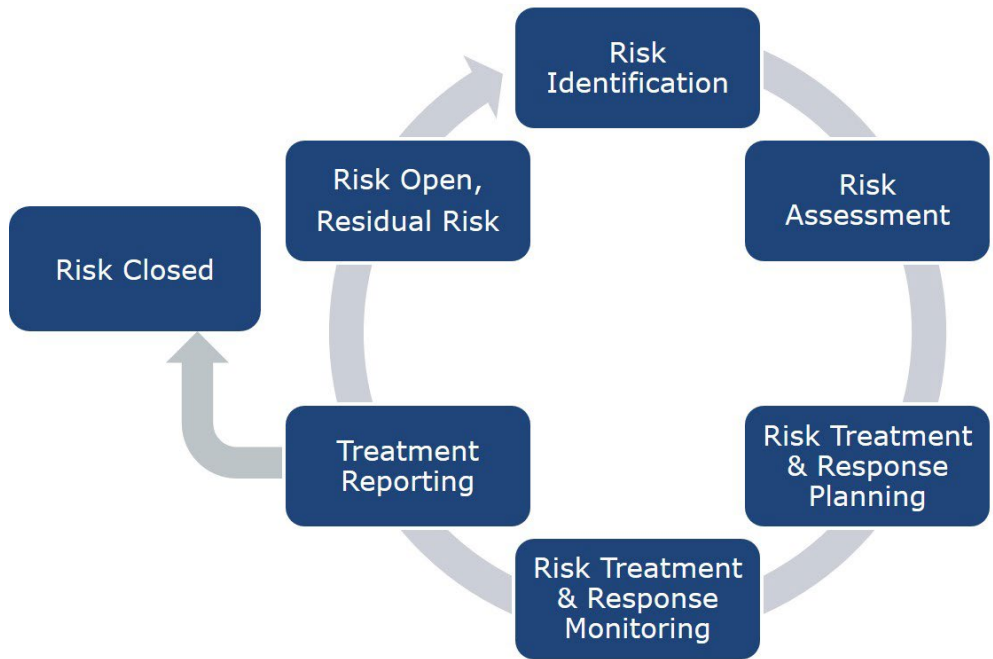 Risk
Identification
Risk
Assessment
Risk Treatment
& Response
Planning
Risk Treatment
& Response
Monitoring
Treatment
Reporting
Risk Open,
Residual Risk
Risk Closed